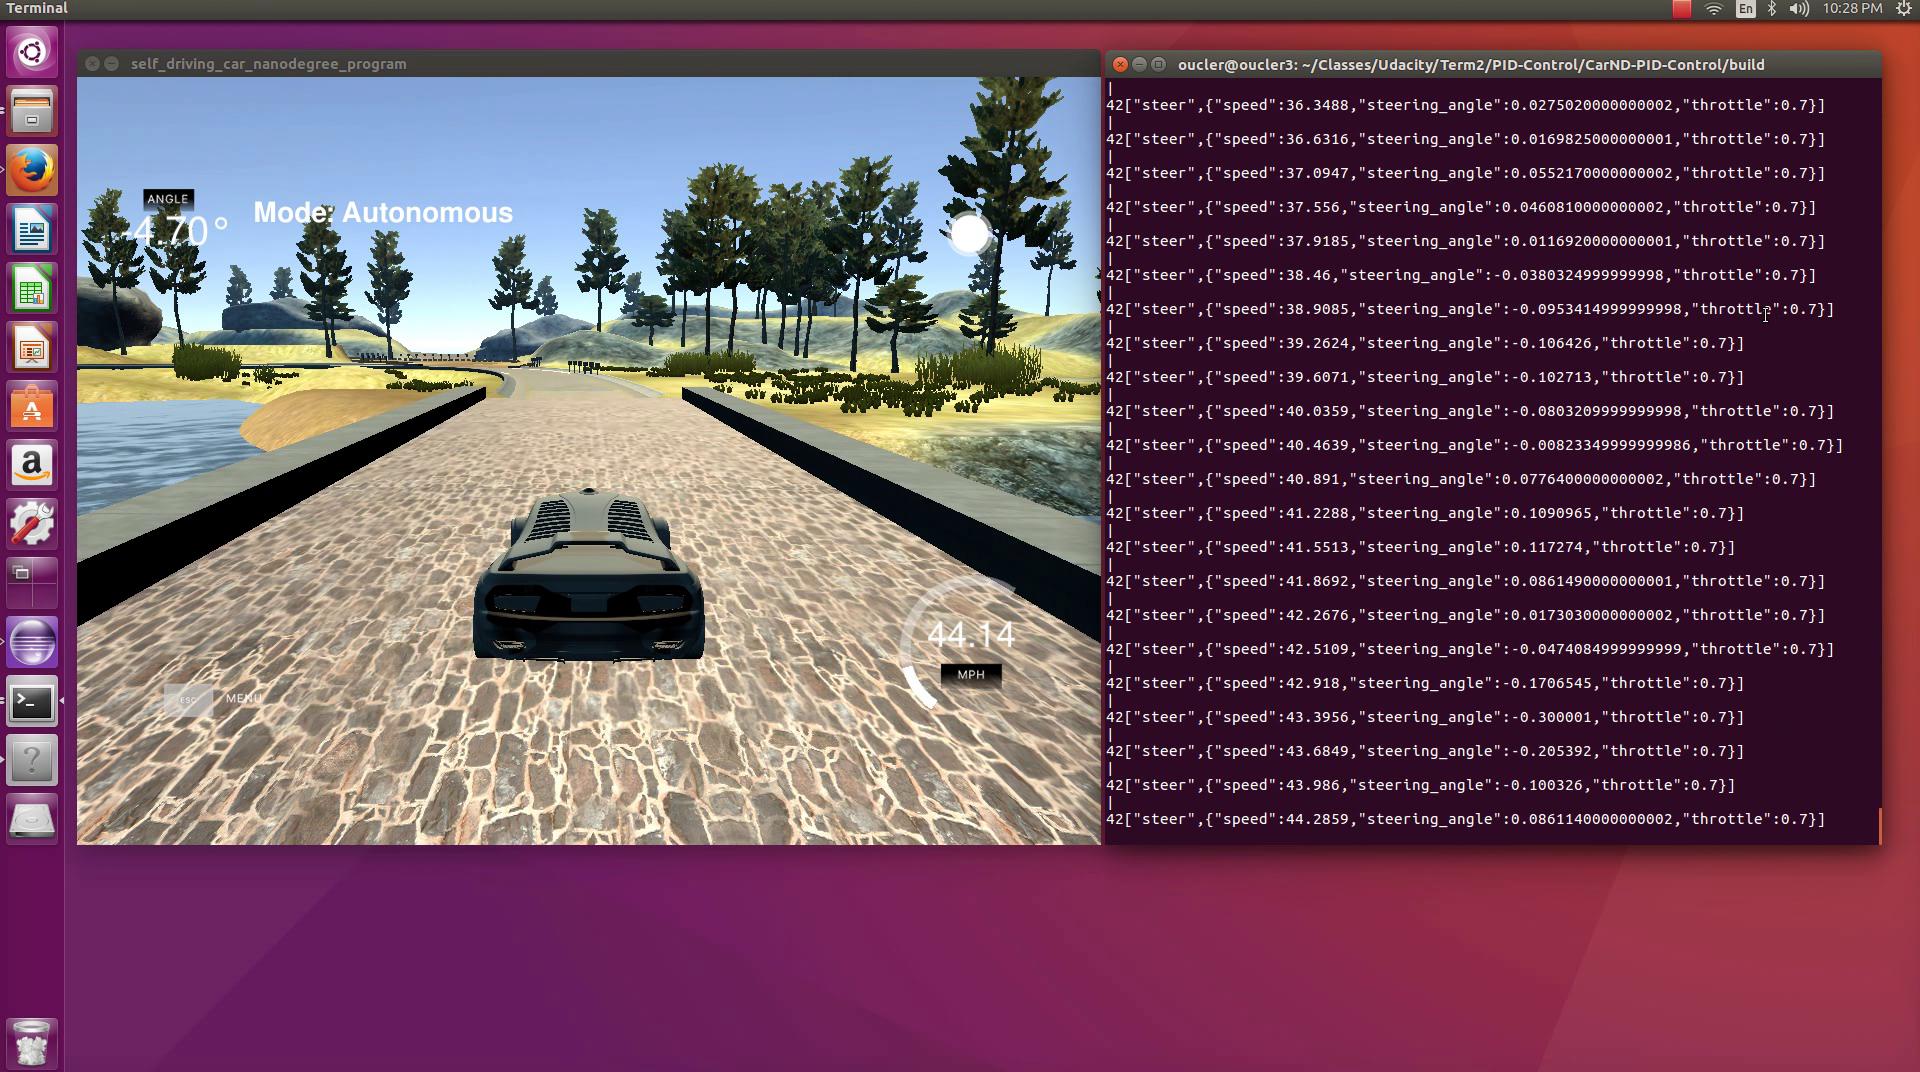 Terminal
En
10:28 PM
self_driving_car_nanodegree_program
ANGLE
-4.70°
Mode: Autonomous
44.14
MPH
ESC
MENU
a
?
oucler@oucler3: ~/Classes/Udacity/Term2/PID-Control/CarND-PID-Control/build
|
42["steer",{"speed":36.3488,"steering_angle":0.0275020000000002,"throttle":0.7}]
|
42["steer",{"speed":36.6316,"steering_angle":0.0169825000000001,"throttle":0.7}]
|
42["steer",{"speed":37.0947,"steering_angle":0.0552170000000002,"throttle":0.7}]
|
42["steer",{"speed":37.556,"steering_angle":0.0460810000000002,"throttle":0.7}]
|
42["steer",{"speed":37.9185,"steering_angle":0.0116920000000001,"throttle":0.7}]
|
42["steer",{"speed":38.46,"steering_angle":-0.0380324999999998,"throttle":0.7}]
|
42["steer",{"speed":38.9085,"steering_angle":-0.0953414999999998,"throttle":0.7}]
|
42["steer",{"speed":39.2624,"steering_angle":-0.106426,"throttle":0.7}]
|
42["steer",{"speed":39.6071,"steering_angle":-0.102713,"throttle":0.7}]
|
42["steer",{"speed":40.0359,"steering_angle":-0.0803209999999998,"throttle":0.7}]
|
42["steer",{"speed":40.4639,"steering_angle":-0.00823349999999986,"throttle":0.7}]
|
42["steer",{"speed":40.891,"steering_angle":0.0776400000000002,"throttle":0.7}]
|
42["steer",{"speed":41.2288,"steering_angle":0.1090965,"throttle":0.7}]
|
42["steer",{"speed":41.5513,"steering_angle":0.117274,"throttle":0.7}]
|
42["steer",{"speed":41.8692,"steering_angle":0.0861490000000001,"throttle":0.7}]
|
42["steer",{"speed":42.2676,"steering_angle":0.0173030000000002,"throttle":0.7}]
|
42["steer",{"speed":42.5109,"steering_angle":-0.0474084999999999,"throttle":0.7}]
|
42["steer",{"speed":42.918,"steering_angle":-0.1706545,"throttle":0.7}]
|
42["steer",{"speed":43.3956,"steering_angle":-0.300001,"throttle":0.7}]
|
42["steer",{"speed":43.6849,"steering_angle":-0.205392,"throttle":0.7}]
|
42["steer",{"speed":43.986,"steering_angle":-0.100326,"throttle":0.7}]
|
42["steer",{"speed":44.2859,"steering_angle":0.0861140000000002,"throttle":0.7}]